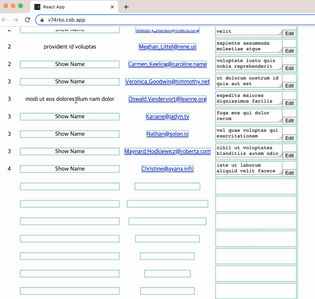 React App
v74rko.csb.app
Show Name
velit
Edit
2 provident id voluptas Meghan_Littel@rene.us sapiente assumenda
molestiae atque
Edit
2 Show Name Carmen_Keeling@caroline.name voluptate iusto quis
nobis reprehenderit
Edit
3 Show Name Veronica_Goodwin@timmothy.net ut dolorum nostrum id
quia aut est
Edit
3 modi ut eos dolores illum nam dolor Oswald.Vandervort@leanne.org expedita maiores
dignissimos facilis
Edit
3 Show Name Kariane@jadyn.tv fuga eos qui dolor
rerum
Edit
3 Show Name Nathan@solon.io vel quae voluptas qui
exercitationem
Edit
3 Show Name Maynard.Hodkiewicz@roberta.com nihil ut voluptates
blanditiis autem odio
Edit
4 Show Name Christine@ayana.info iste ut laborum
aliquid velit facere
Edit